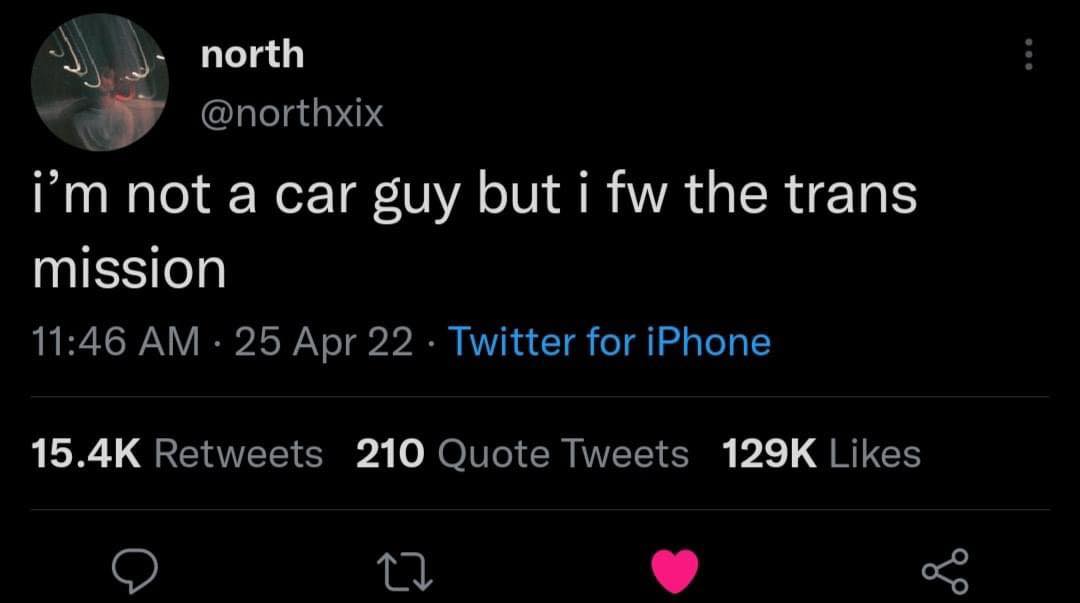 north
@northxix
i’m not a car guy but i fw the trans
mission
11:46 AM · 25 Apr 22 · Twitter for iPhone
15.4K Retweets 210 Quote Tweets 129K Likes